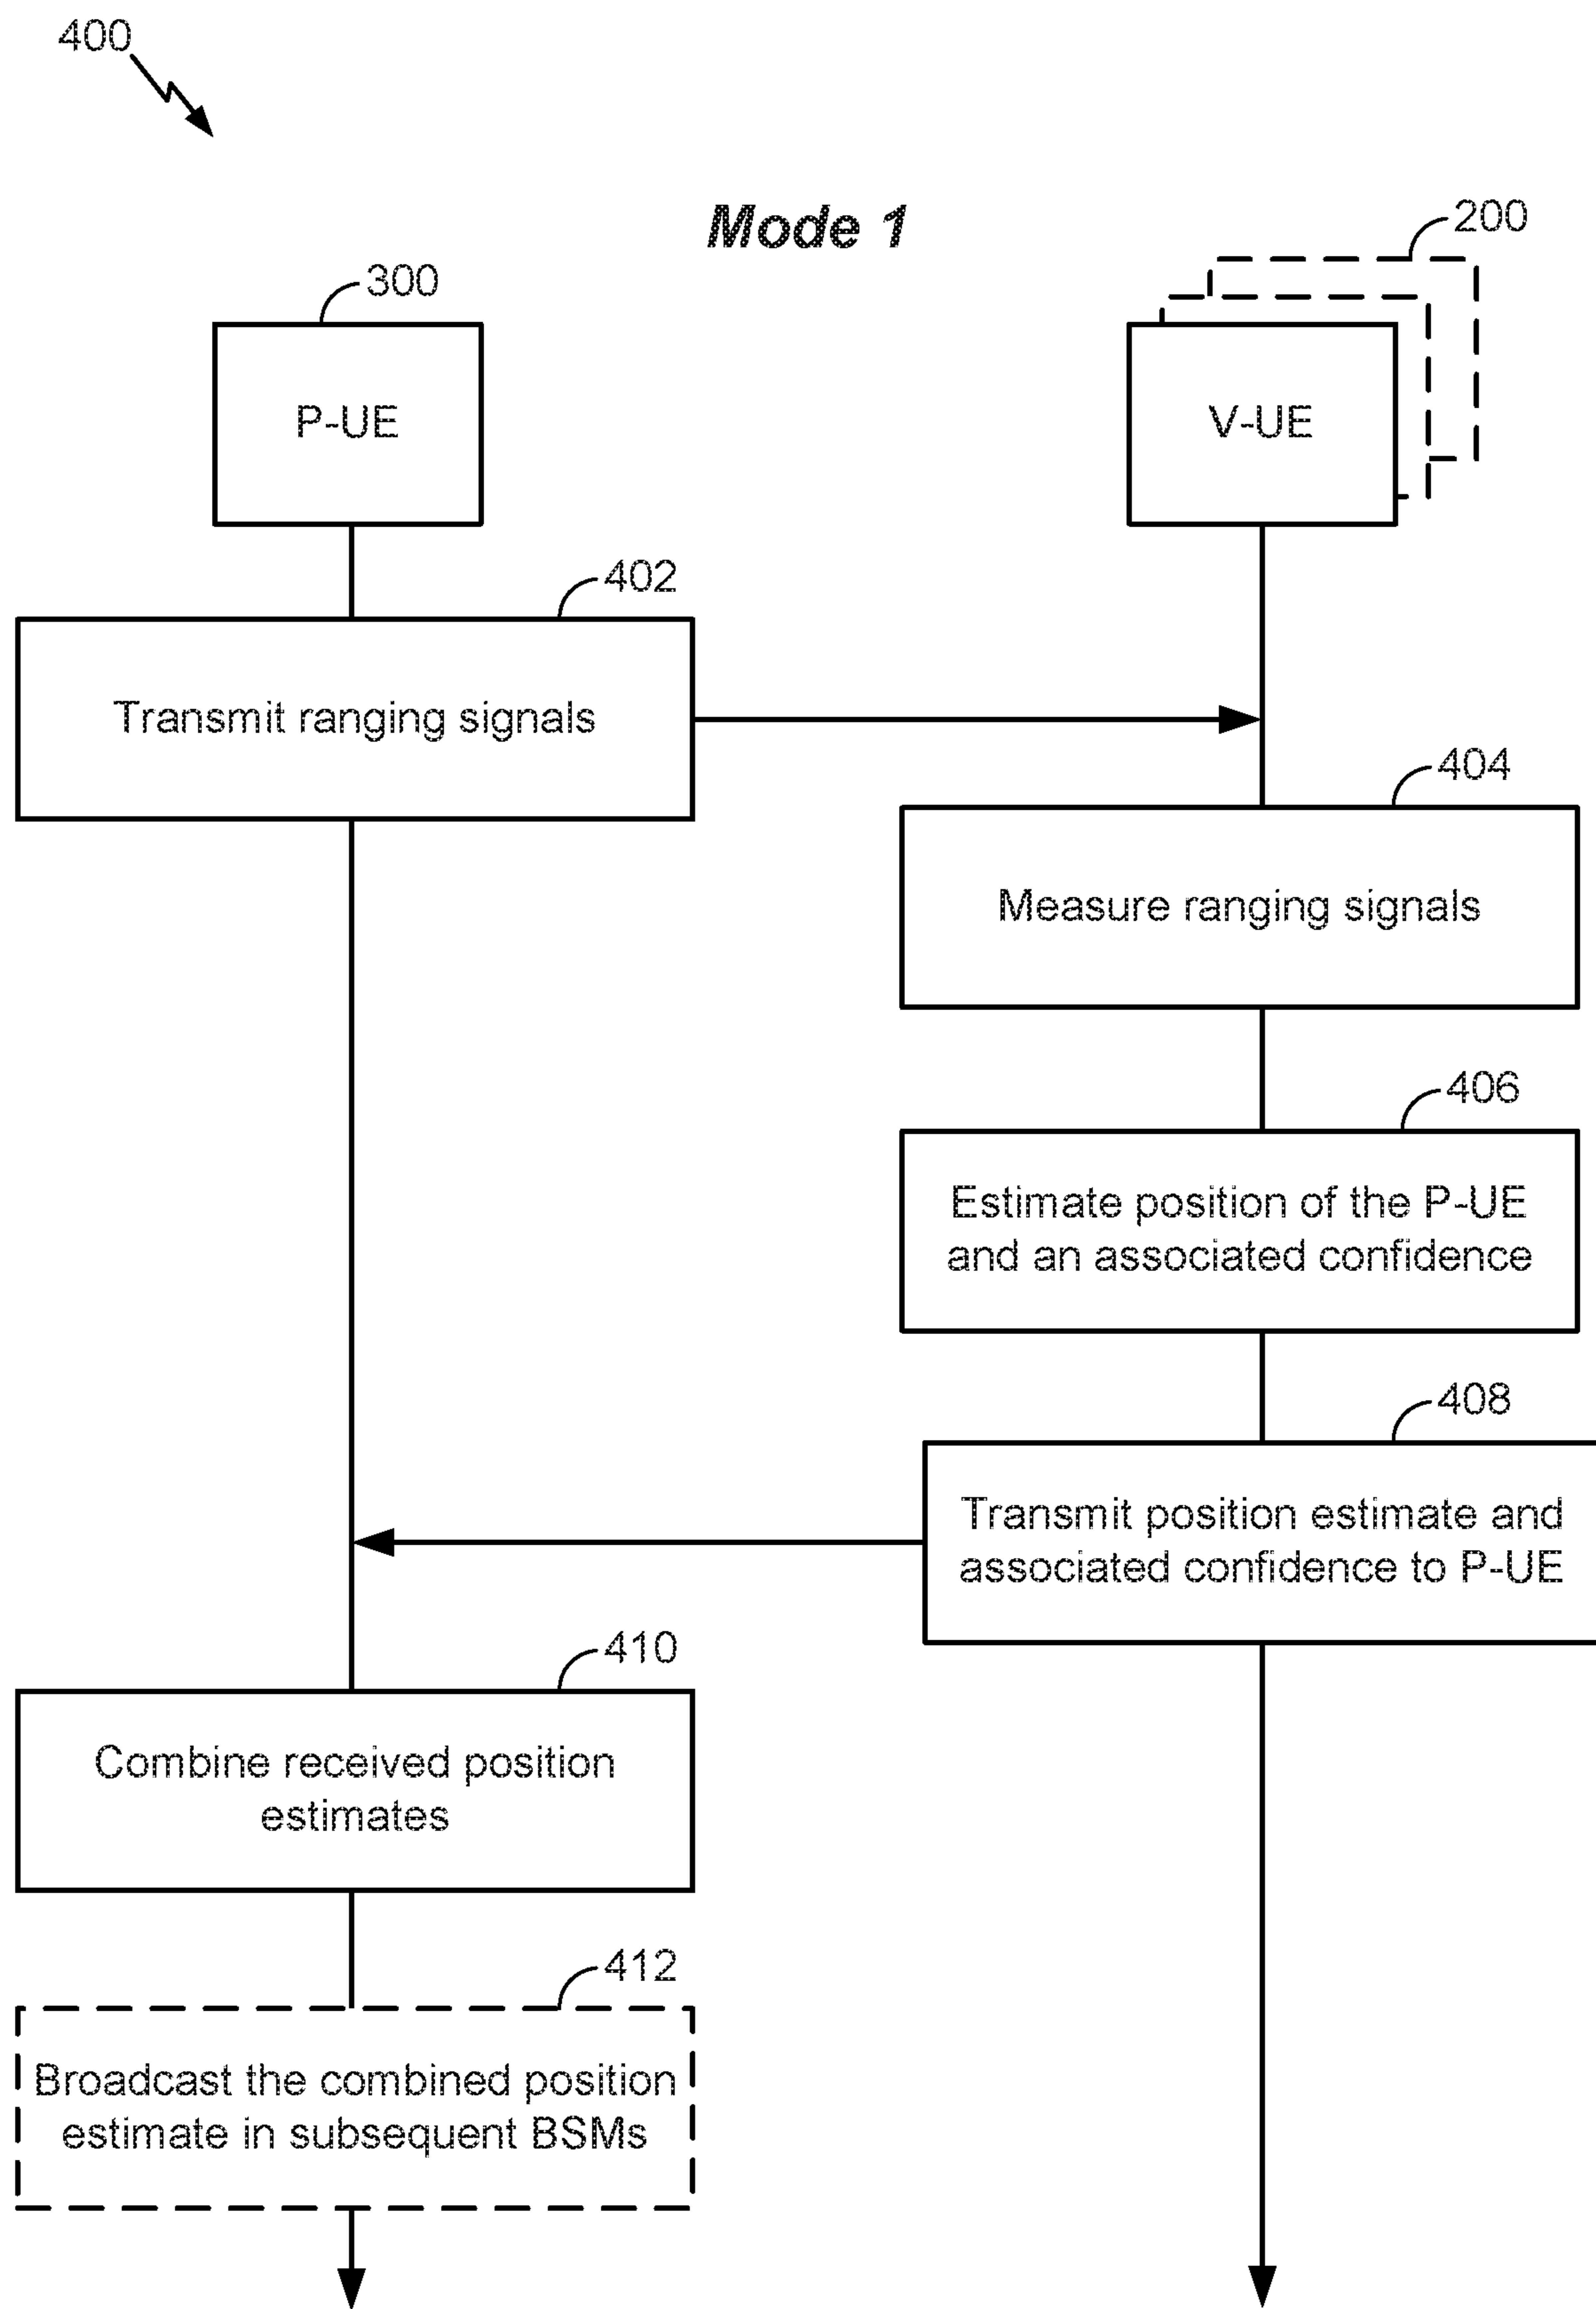 400
Mode 1
200
300
P-UE
V-UE
402
Transmit ranging signals
404
Measure ranging signals
406
Estimate position of the P-UE
and an associated confidence
408
Transmit position estimate and
associated confidence to P-UE
410
Combine received position
estimates
412
Broadcast the combined position
estimate in subsequent BSMs